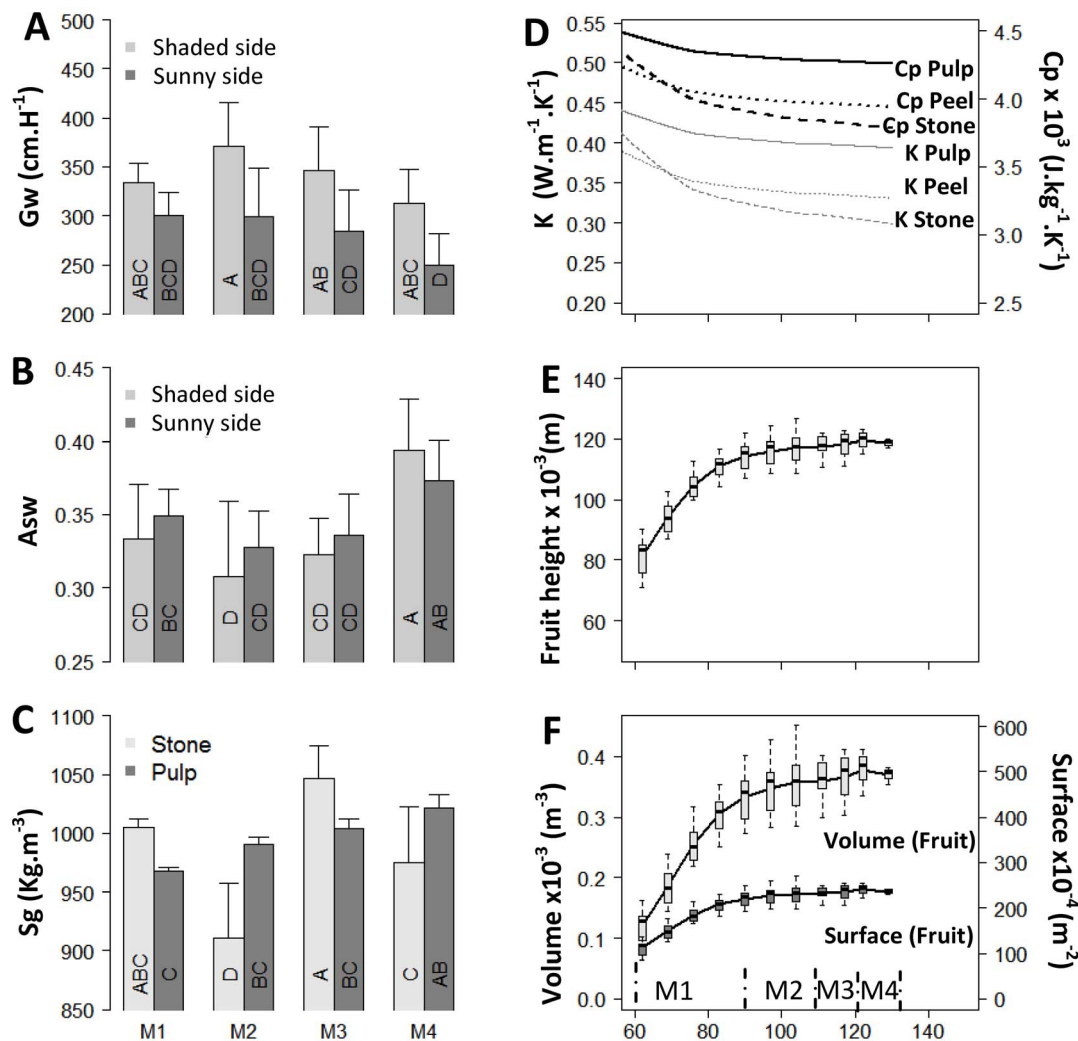 A
Gw (cm.H⁻¹)
500
450
400
350
300
250
200
Shaded side
Sunny side
ABC
BCD
A
BCD
AB
CD
ABC
D
B
Asw
0.45
0.40
0.35
0.30
0.25
Shaded side
Sunny side
CD
BC
D
CD
CD
CD
A
AB
C
Sg (Kg.m⁻³)
1100
1050
1000
950
900
850
Stone
Pulp
ABC
C
D
BC
A
BC
C
AB
M1
M2
M3
M4
D
K (W.m⁻¹.K⁻¹)
0.55
0.50
0.45
0.40
0.35
0.30
0.25
0.20
Cp Pulp
Cp Peel
Cp Stone
K Pulp
K Peel
K Stone
4.5
4.0
3.5
3.0
2.5
Cp x 10³ (J.kg⁻¹.K⁻¹)
E
Fruit height x 10⁻³(m)
140
120
100
80
60
F
Volume x10⁻³ (m⁻³)
0.4
0.3
0.2
0.1
0.0
Volume (Fruit)
Surface (Fruit)
M1
M2
M3
M4
600
500
400
300
200
100
0
Surface x10⁻⁴ (m⁻²)
60
80
100
120
140